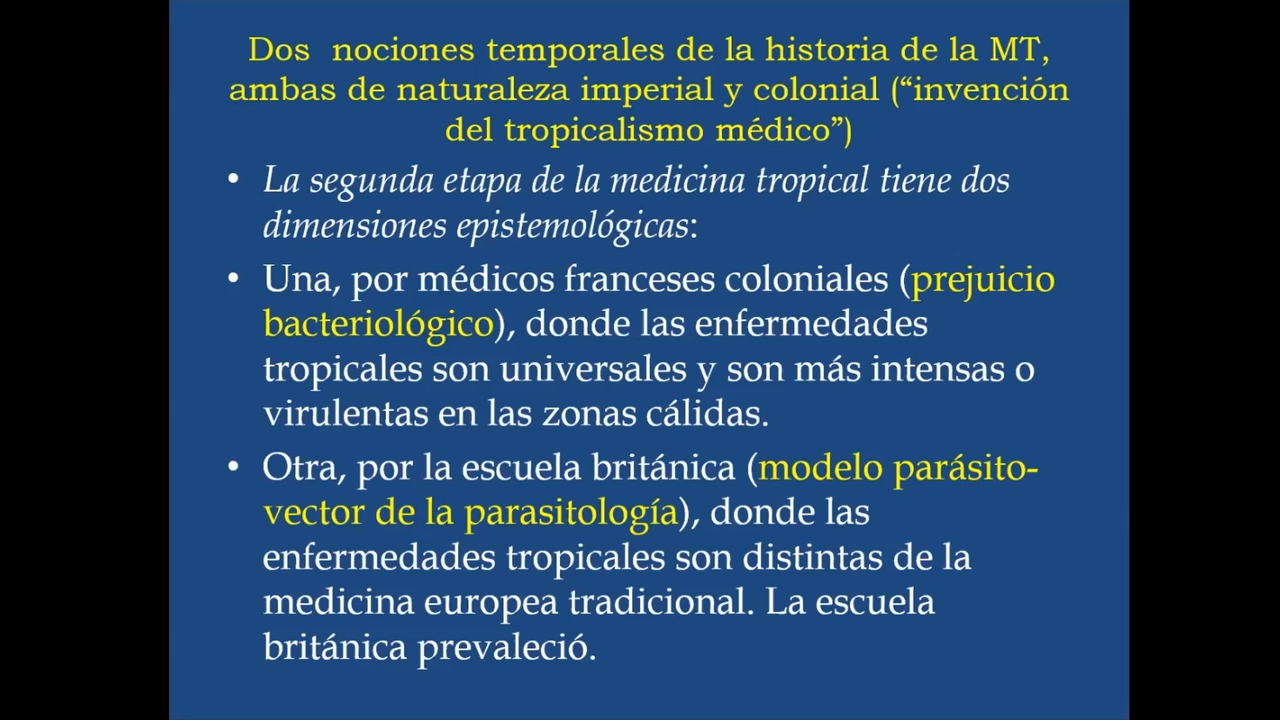 Dos  nociones temporales de la historia de la MT,
ambas de naturaleza imperial y colonial (“invención
del tropicalismo médico”)
• La segunda etapa de la medicina tropical tiene dos
dimensiones epistemológicas:
• Una, por médicos franceses coloniales (prejuicio
bacteriológico), donde las enfermedades
tropicales son universales y son más intensas o
virulentas en las zonas cálidas.
• Otra, por la escuela británica (modelo parásito-
vector de la parasitología), donde las
enfermedades tropicales son distintas de la
medicina europea tradicional. La escuela
británica prevaleció.